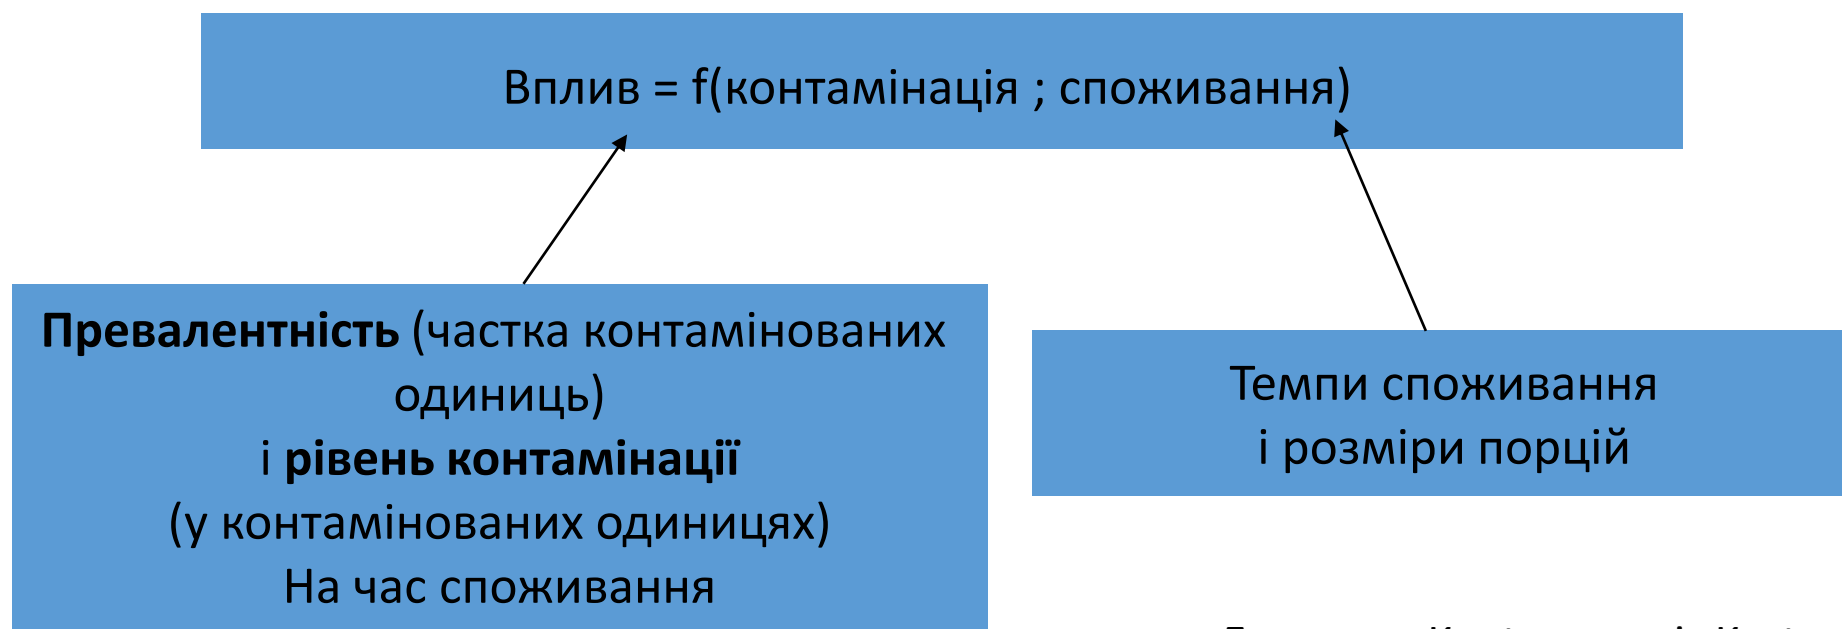 Вплив = f(контамінація ; споживання)
Превалентність (частка контамінованих
одиниць)
і рівень контамінації
(у контамінованих одиницях)
На час споживання
Темпи споживання
і розміри порцій